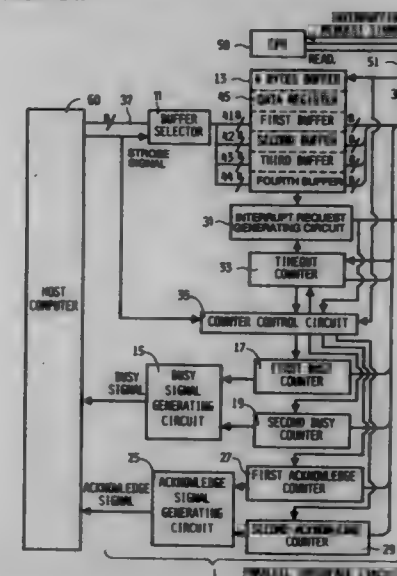 50
CPU
READ.
51
60
37
11
13
4 BYTES BUFFER
45
DATA REGISTER
BUFFER
SELECTOR
FIRST BUFFER
41
42
SECOND BUFFER
43
THIRD BUFFER
44
FOURTH BUFFER
STROBE
SIGNAL
31
INTERRUPT REQUEST
GENERATING CIRCUIT
33
TIMEOUT
COUNTER
HOST
COMPUTER
35
COUNTER CONTROL CIRCUIT
15
17
BUSY
SIGNAL
BUSY
SIGNAL
GENERATING
CIRCUIT
FIRST BUSY
COUNTER
19
SECOND BUSY
COUNTER
25
27
ACKNOWLEDGE
SIGNAL
ACKNOWLEDGE
SIGNAL
GENERATING
CIRCUIT
FIRST ACKNOWLEDGE
COUNTER
SECOND ACKNOWLEDGE
COUNTER
29